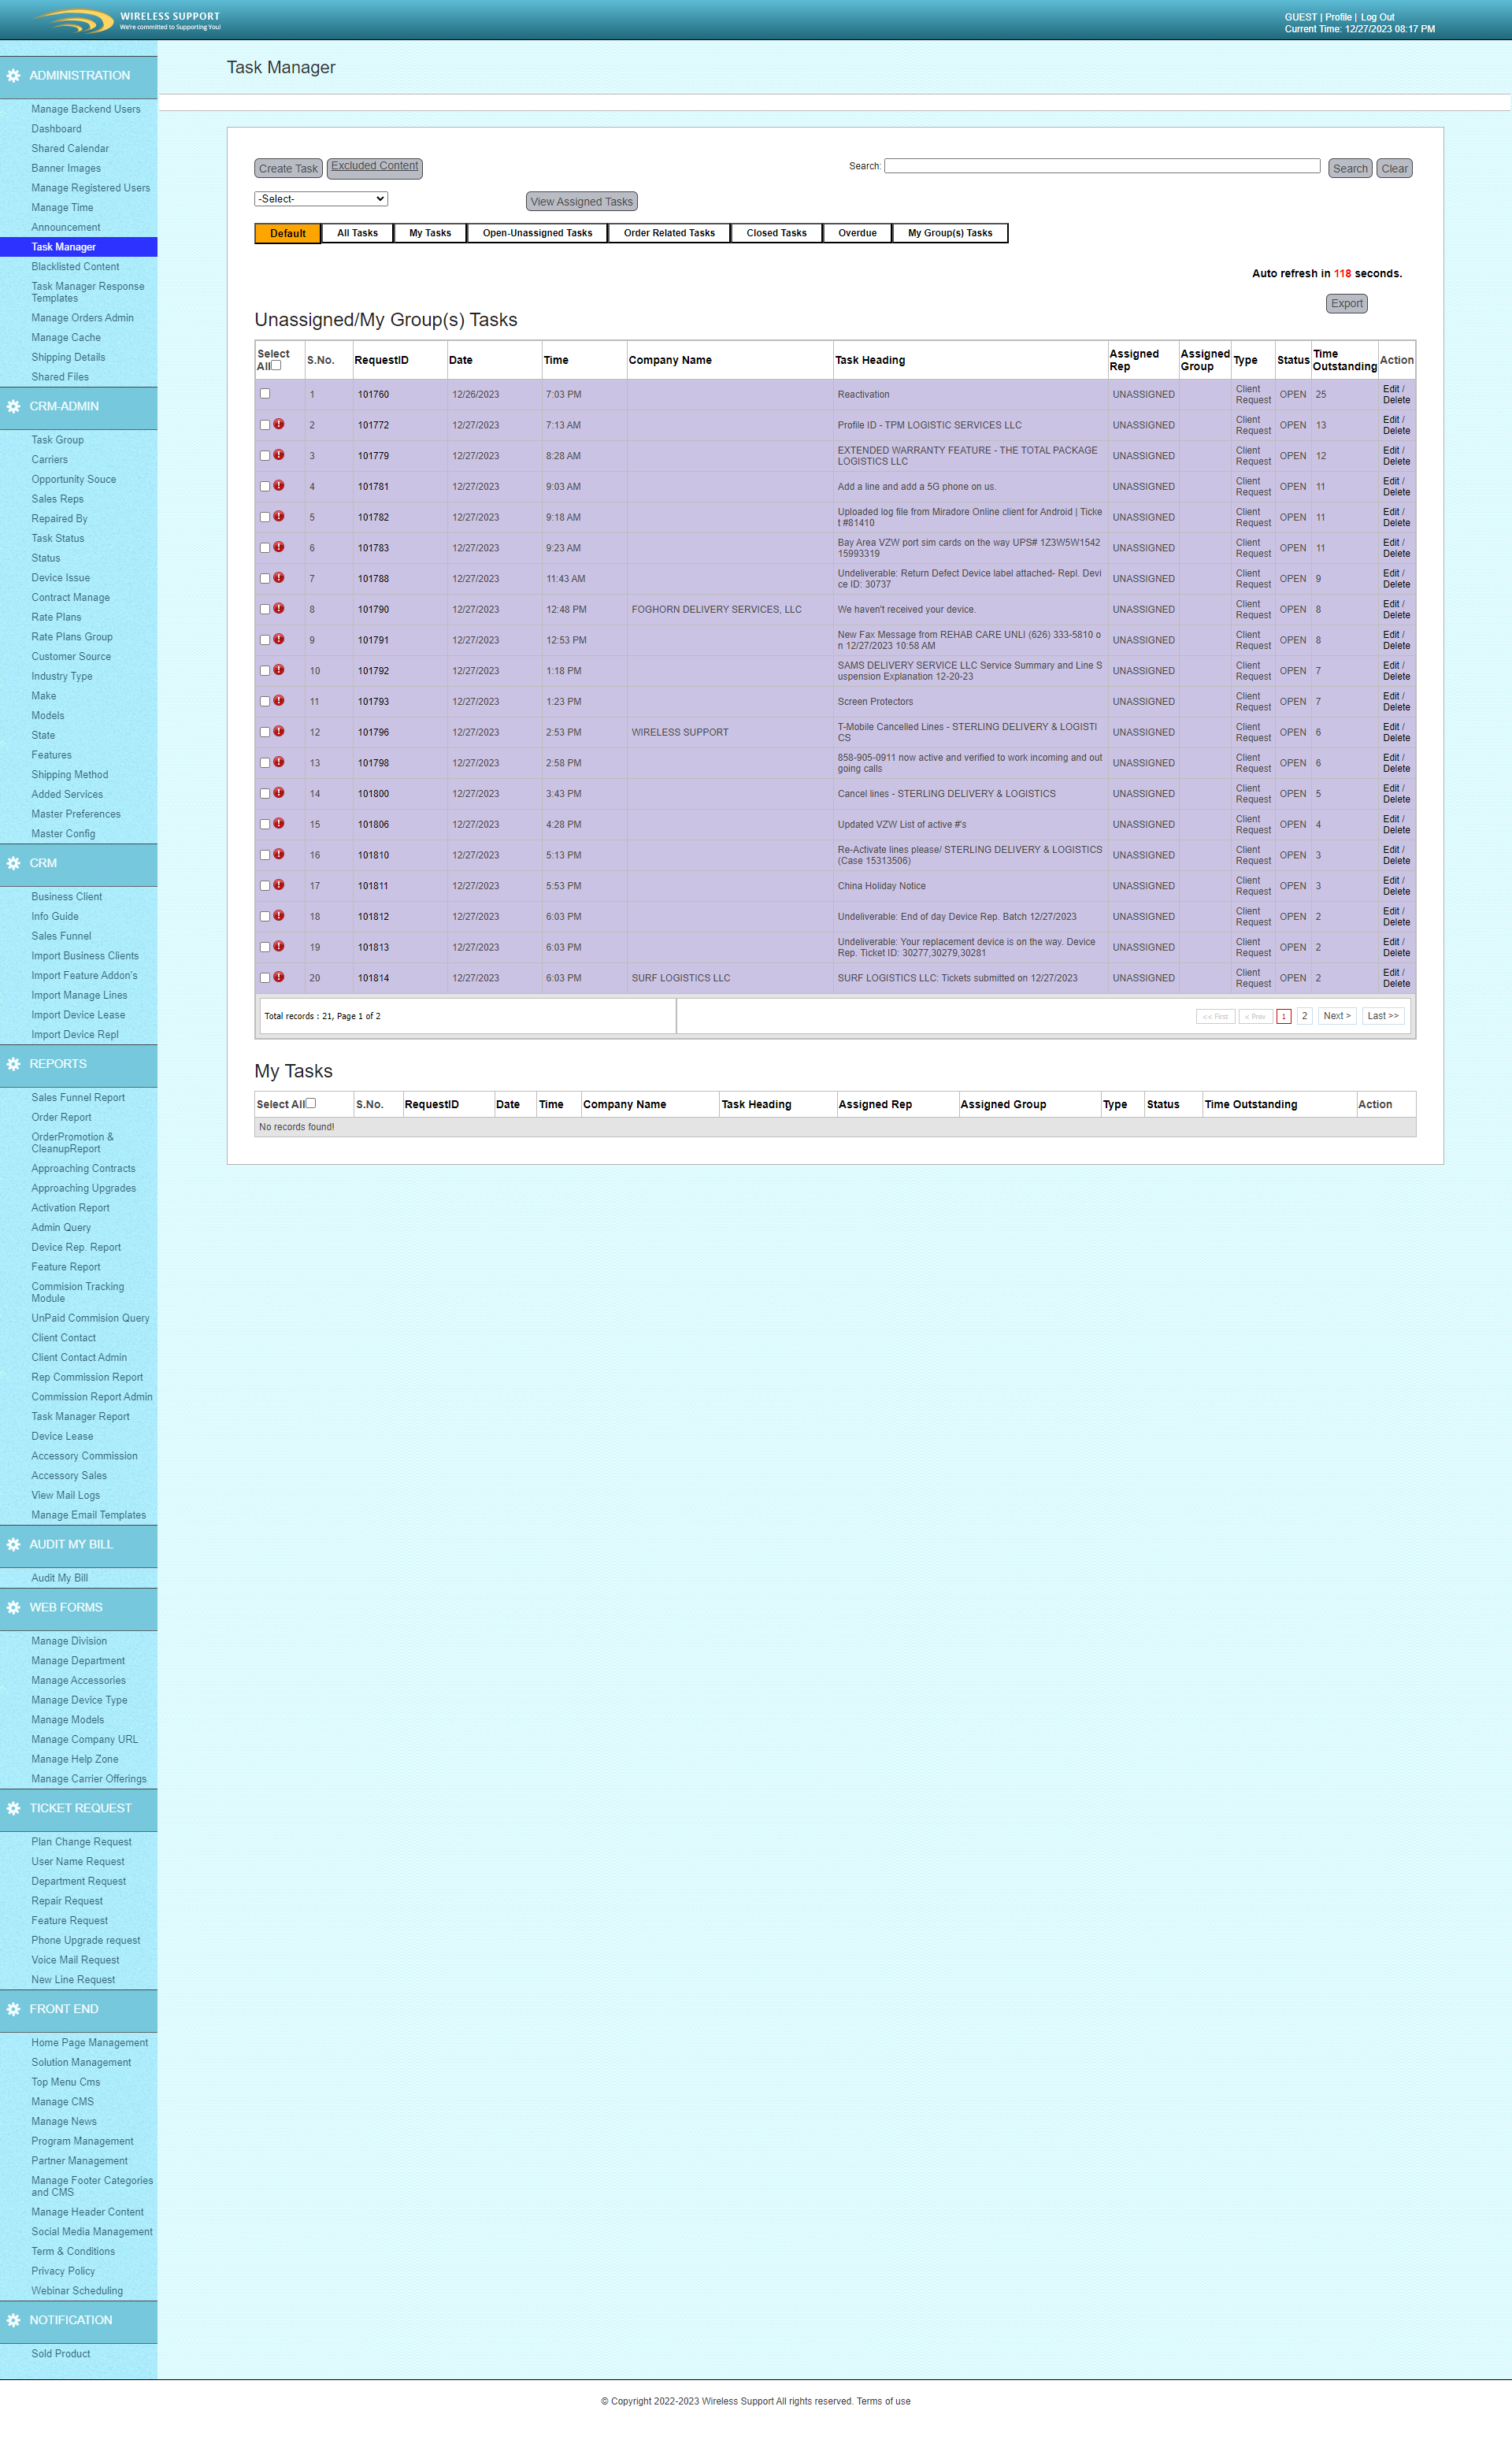 WIRELESS SUPPORT
We're committed to Supporting You!
GUEST | Profile | Log Out
Current Time: 12/27/2023 08:17 PM
ADMINISTRATION
Manage Backend Users
Dashboard
Shared Calendar
Banner Images
Manage Registered Users
Manage Time
Announcement
Task Manager
Blacklisted Content
Task Manager Response
Templates
Manage Orders Admin
Manage Cache
Shipping Details
Shared Files
CRM-ADMIN
Task Group
Carriers
Opportunity Souce
Sales Reps
Repaired By
Task Status
Status
Device Issue
Contract Manage
Rate Plans
Rate Plans Group
Customer Source
Industry Type
Make
Models
State
Features
Shipping Method
Added Services
Master Preferences
Master Config
CRM
Business Client
Info Guide
Sales Funnel
Import Business Clients
Import Feature Addon's
Import Manage Lines
Import Device Lease
Import Device Repl
REPORTS
Sales Funnel Report
Order Report
OrderPromotion &
CleanupReport
Approaching Contracts
Approaching Upgrades
Activation Report
Admin Query
Device Rep. Report
Feature Report
Commision Tracking
Module
UnPaid Commision Query
Client Contact
Client Contact Admin
Rep Commission Report
Commission Report Admin
Task Manager Report
Device Lease
Accessory Commission
Accessory Sales
View Mail Logs
Manage Email Templates
AUDIT MY BILL
Audit My Bill
WEB FORMS
Manage Division
Manage Department
Manage Accessories
Manage Device Type
Manage Models
Manage Company URL
Manage Help Zone
Manage Carrier Offerings
TICKET REQUEST
Plan Change Request
User Name Request
Department Request
Repair Request
Feature Request
Phone Upgrade request
Voice Mail Request
New Line Request
FRONT END
Home Page Management
Solution Management
Top Menu Cms
Manage CMS
Manage News
Program Management
Partner Management
Manage Footer Categories
and CMS
Manage Header Content
Social Media Management
Term & Conditions
Privacy Policy
Webinar Scheduling
NOTIFICATION
Sold Product
Task Manager
Create Task Excluded Content Search: Search Clear
-Select- View Assigned Tasks
Default All Tasks My Tasks Open-Unassigned Tasks Order Related Tasks Closed Tasks Overdue My Group(s) Tasks
Auto refresh in 118 seconds.
Export
Unassigned/My Group(s) Tasks
Select All S.No. RequestID Date Time Company Name Task Heading Assigned Rep Assigned Group Type Status Time Outstanding Action
1 101760 12/26/2023 7:03 PM Reactivation UNASSIGNED Client Request OPEN 25 Edit / Delete
2 101772 12/27/2023 7:13 AM Profile ID - TPM LOGISTIC SERVICES LLC UNASSIGNED Client Request OPEN 13 Edit / Delete
3 101779 12/27/2023 8:28 AM EXTENDED WARRANTY FEATURE - THE TOTAL PACKAGE LOGISTICS LLC UNASSIGNED Client Request OPEN 12 Edit / Delete
4 101781 12/27/2023 9:03 AM Add a line and add a 5G phone on us. UNASSIGNED Client Request OPEN 11 Edit / Delete
5 101782 12/27/2023 9:18 AM Uploaded log file from Miradore Online client for Android | Ticke t #81410 UNASSIGNED Client Request OPEN 11 Edit / Delete
6 101783 12/27/2023 9:23 AM Bay Area VZW port sim cards on the way UPS# 1Z3W5W1542 15993319 UNASSIGNED Client Request OPEN 11 Edit / Delete
7 101788 12/27/2023 11:43 AM Undeliverable: Return Defect Device label attached- Repl. Devi ce ID: 30737 UNASSIGNED Client Request OPEN 9 Edit / Delete
8 101790 12/27/2023 12:48 PM FOGHORN DELIVERY SERVICES, LLC We haven't received your device. UNASSIGNED Client Request OPEN 8 Edit / Delete
9 101791 12/27/2023 12:53 PM New Fax Message from REHAB CARE UNLI (626) 333-5810 o n 12/27/2023 10:58 AM UNASSIGNED Client Request OPEN 8 Edit / Delete
10 101792 12/27/2023 1:18 PM SAMS DELIVERY SERVICE LLC Service Summary and Line S uspension Explanation 12-20-23 UNASSIGNED Client Request OPEN 7 Edit / Delete
11 101793 12/27/2023 1:23 PM Screen Protectors UNASSIGNED Client Request OPEN 7 Edit / Delete
12 101796 12/27/2023 2:53 PM WIRELESS SUPPORT T-Mobile Cancelled Lines - STERLING DELIVERY & LOGISTI CS UNASSIGNED Client Request OPEN 6 Edit / Delete
13 101798 12/27/2023 2:58 PM 858-905-0911 now active and verified to work incoming and out going calls UNASSIGNED Client Request OPEN 6 Edit / Delete
14 101800 12/27/2023 3:43 PM Cancel lines - STERLING DELIVERY & LOGISTICS UNASSIGNED Client Request OPEN 5 Edit / Delete
15 101806 12/27/2023 4:28 PM Updated VZW List of active #'s UNASSIGNED Client Request OPEN 4 Edit / Delete
16 101810 12/27/2023 5:13 PM Re-Activate lines please/ STERLING DELIVERY & LOGISTICS (Case 15313506) UNASSIGNED Client Request OPEN 3 Edit / Delete
17 101811 12/27/2023 5:53 PM China Holiday Notice UNASSIGNED Client Request OPEN 3 Edit / Delete
18 101812 12/27/2023 6:03 PM Undeliverable: End of day Device Rep. Batch 12/27/2023 UNASSIGNED Client Request OPEN 2 Edit / Delete
19 101813 12/27/2023 6:03 PM Undeliverable: Your replacement device is on the way. Device Rep. Ticket ID: 30277,30279,30281 UNASSIGNED Client Request OPEN 2 Edit / Delete
20 101814 12/27/2023 6:03 PM SURF LOGISTICS LLC SURF LOGISTICS LLC: Tickets submitted on 12/27/2023 UNASSIGNED Client Request OPEN 2 Edit / Delete
Total records : 21, Page 1 of 2 << First < Prev 1 2 Next > Last >>
My Tasks
Select All S.No. RequestID Date Time Company Name Task Heading Assigned Rep Assigned Group Type Status Time Outstanding Action
No records found!
© Copyright 2022-2023 Wireless Support All rights reserved. Terms of use